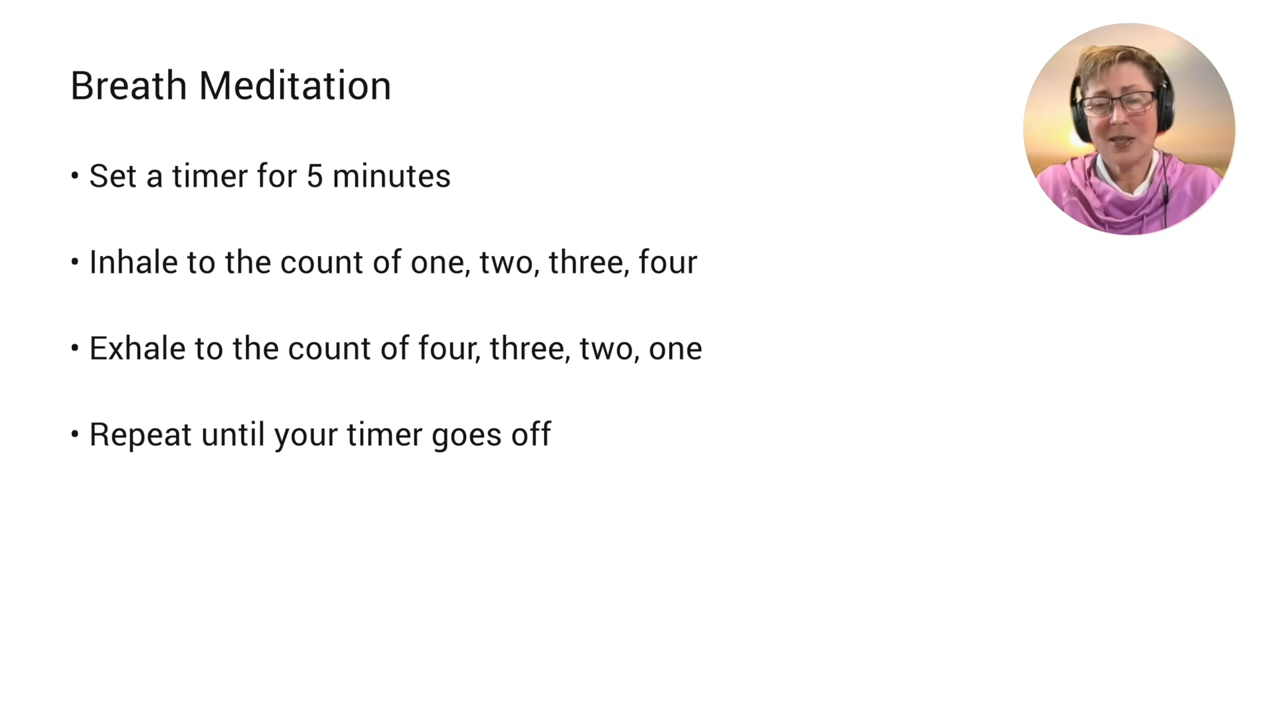 Breath Meditation
• Set a timer for 5 minutes
• Inhale to the count of one, two, three, four
• Exhale to the count of four, three, two, one
• Repeat until your timer goes off